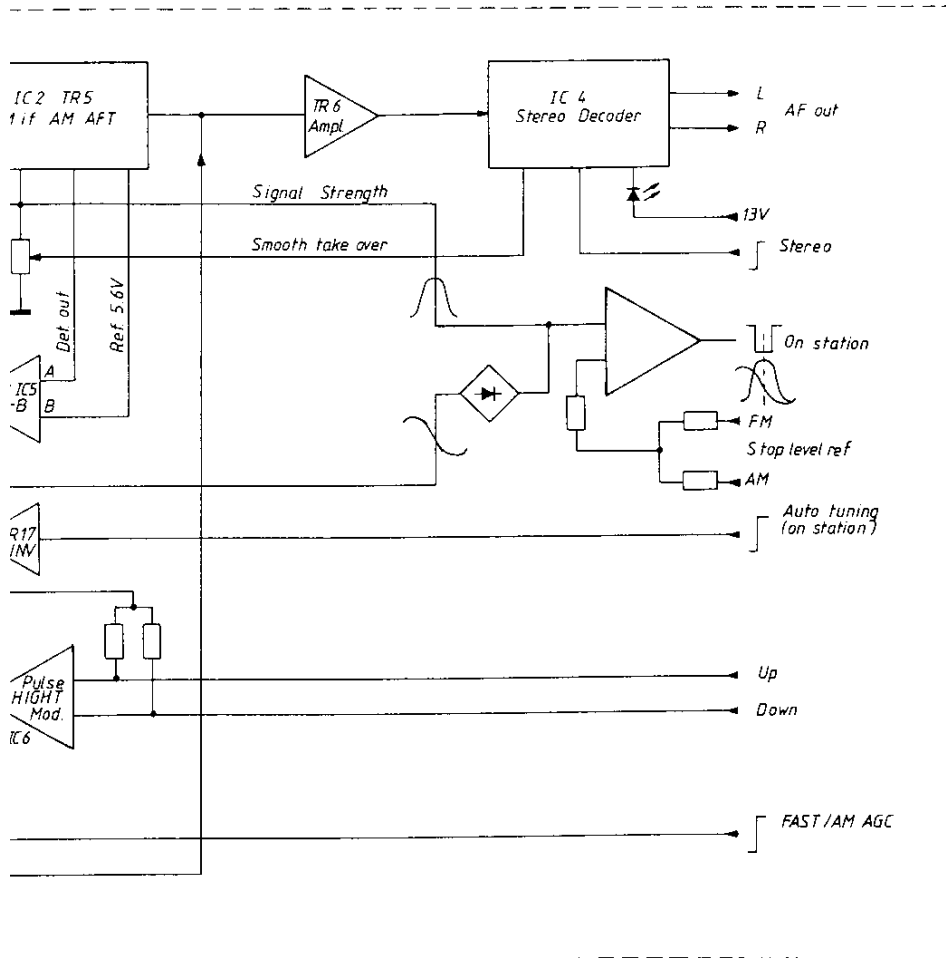 IC2 TR5
if AM AFT
TR6
Ampl.
IC 4
Stereo Decoder
L
R
AF out
Signal Strength
13V
Smooth take over
Stereo
Det. out
Ref. 5.6V
A
IC5
-B
B
On station
FM
Stop level ref
AM
R17
INV
Auto tuning
(on station)
Pulse
HIGHT
Mod.
IC6
Up
Down
FAST/AM AGC